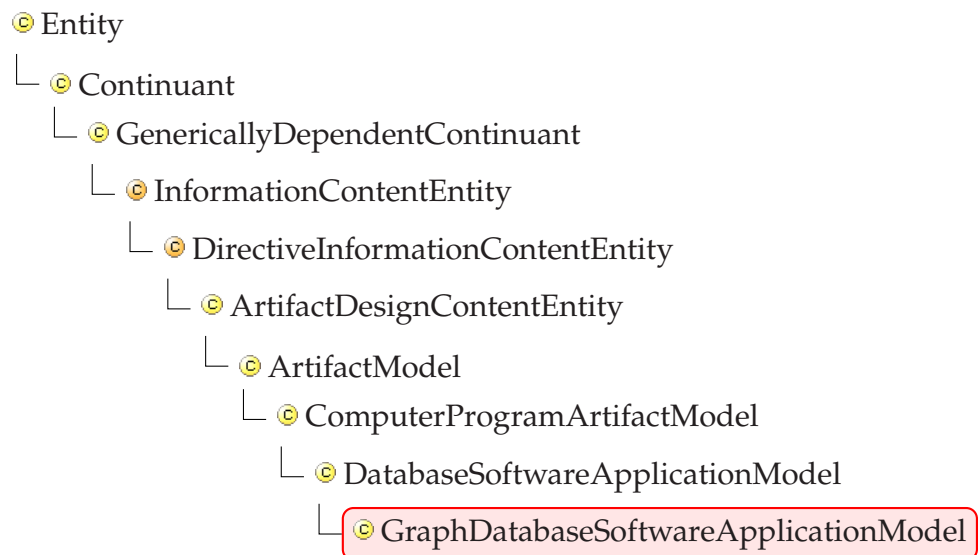 C Entity
C Continuant
C GenericallyDependentContinuant
C InformationContentEntity
C DirectiveInformationContentEntity
C ArtifactDesignContentEntity
C ArtifactModel
C ComputerProgramArtifactModel
C DatabaseSoftwareApplicationModel
C GraphDatabaseSoftwareApplicationModel